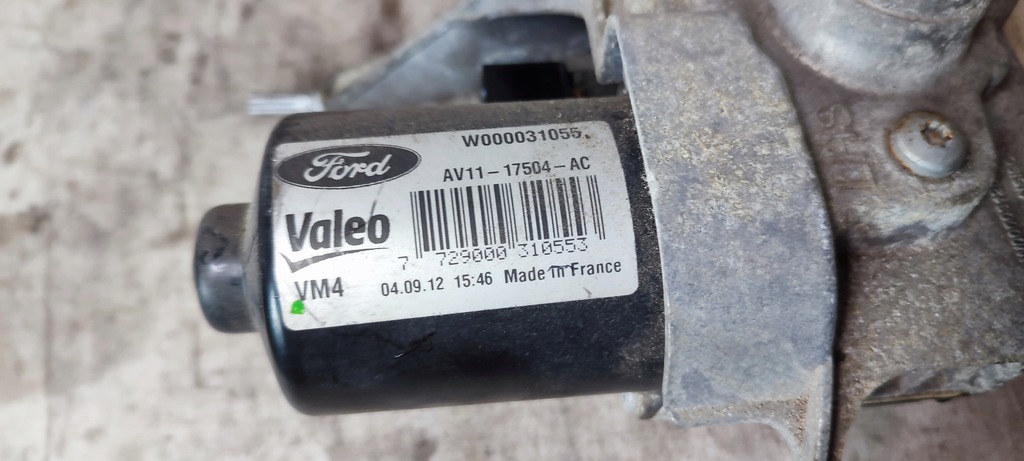 W000031055
Ford
AV11-17504-AC
Valeo
7 729000 310553
VM4 04.09.12 15:46 Made in France